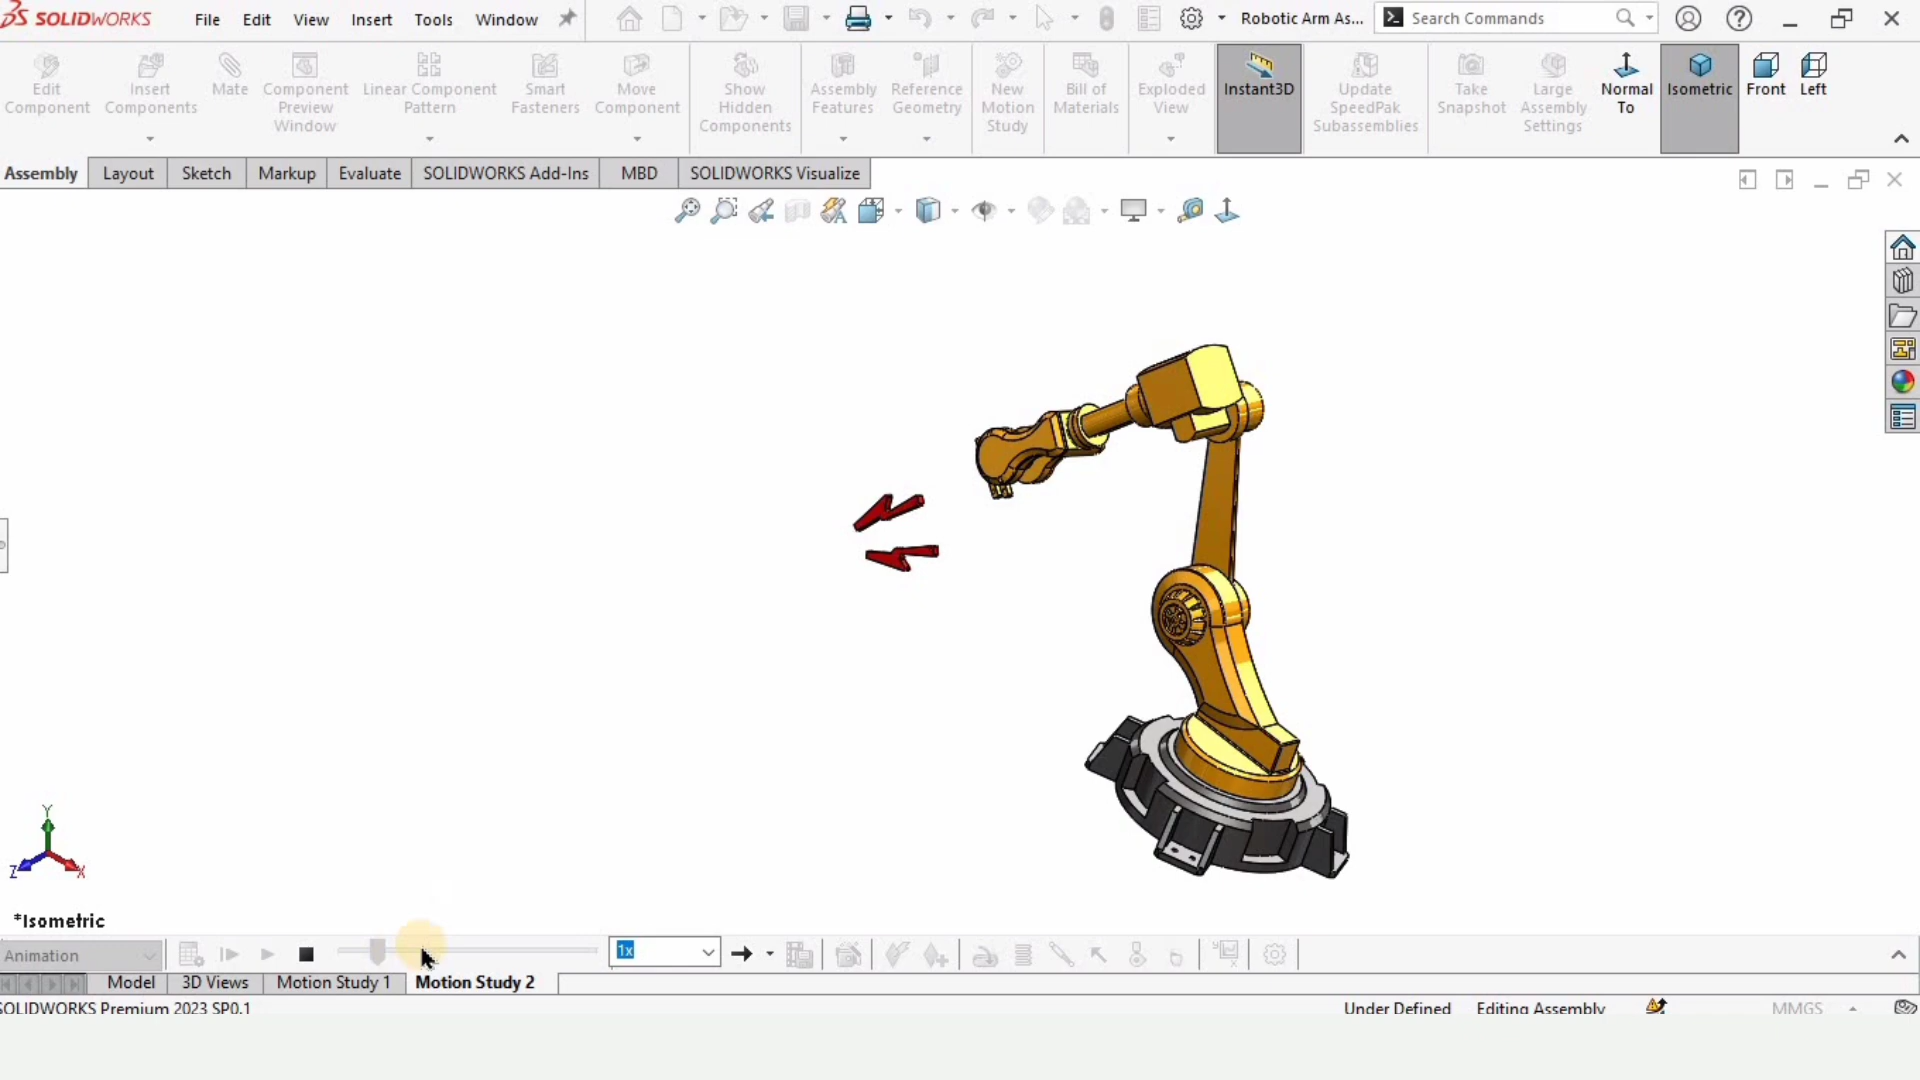 SOLIDWORKS File Edit View Insert Tools Window Robotic Arm As... Search Commands
Edit Component
Insert Components
Mate
Component Preview Window
Linear Component Pattern
Smart Fasteners
Move Component
Show Hidden Components
Assembly Features
Reference Geometry
New Motion Study
Bill of Materials
Exploded View
Instant3D
Update SpeedPak Subassemblies
Take Snapshot
Large Assembly Settings
Normal To
Isometric
Front
Left
Assembly Layout Sketch Markup Evaluate SOLIDWORKS Add-Ins MBD SOLIDWORKS Visualize
Y
Z
X
*Isometric
Animation 1x
Model 3D Views Motion Study 1 Motion Study 2
SOLIDWORKS Premium 2023 SP0.1 Under Defined Editing Assembly MMGS